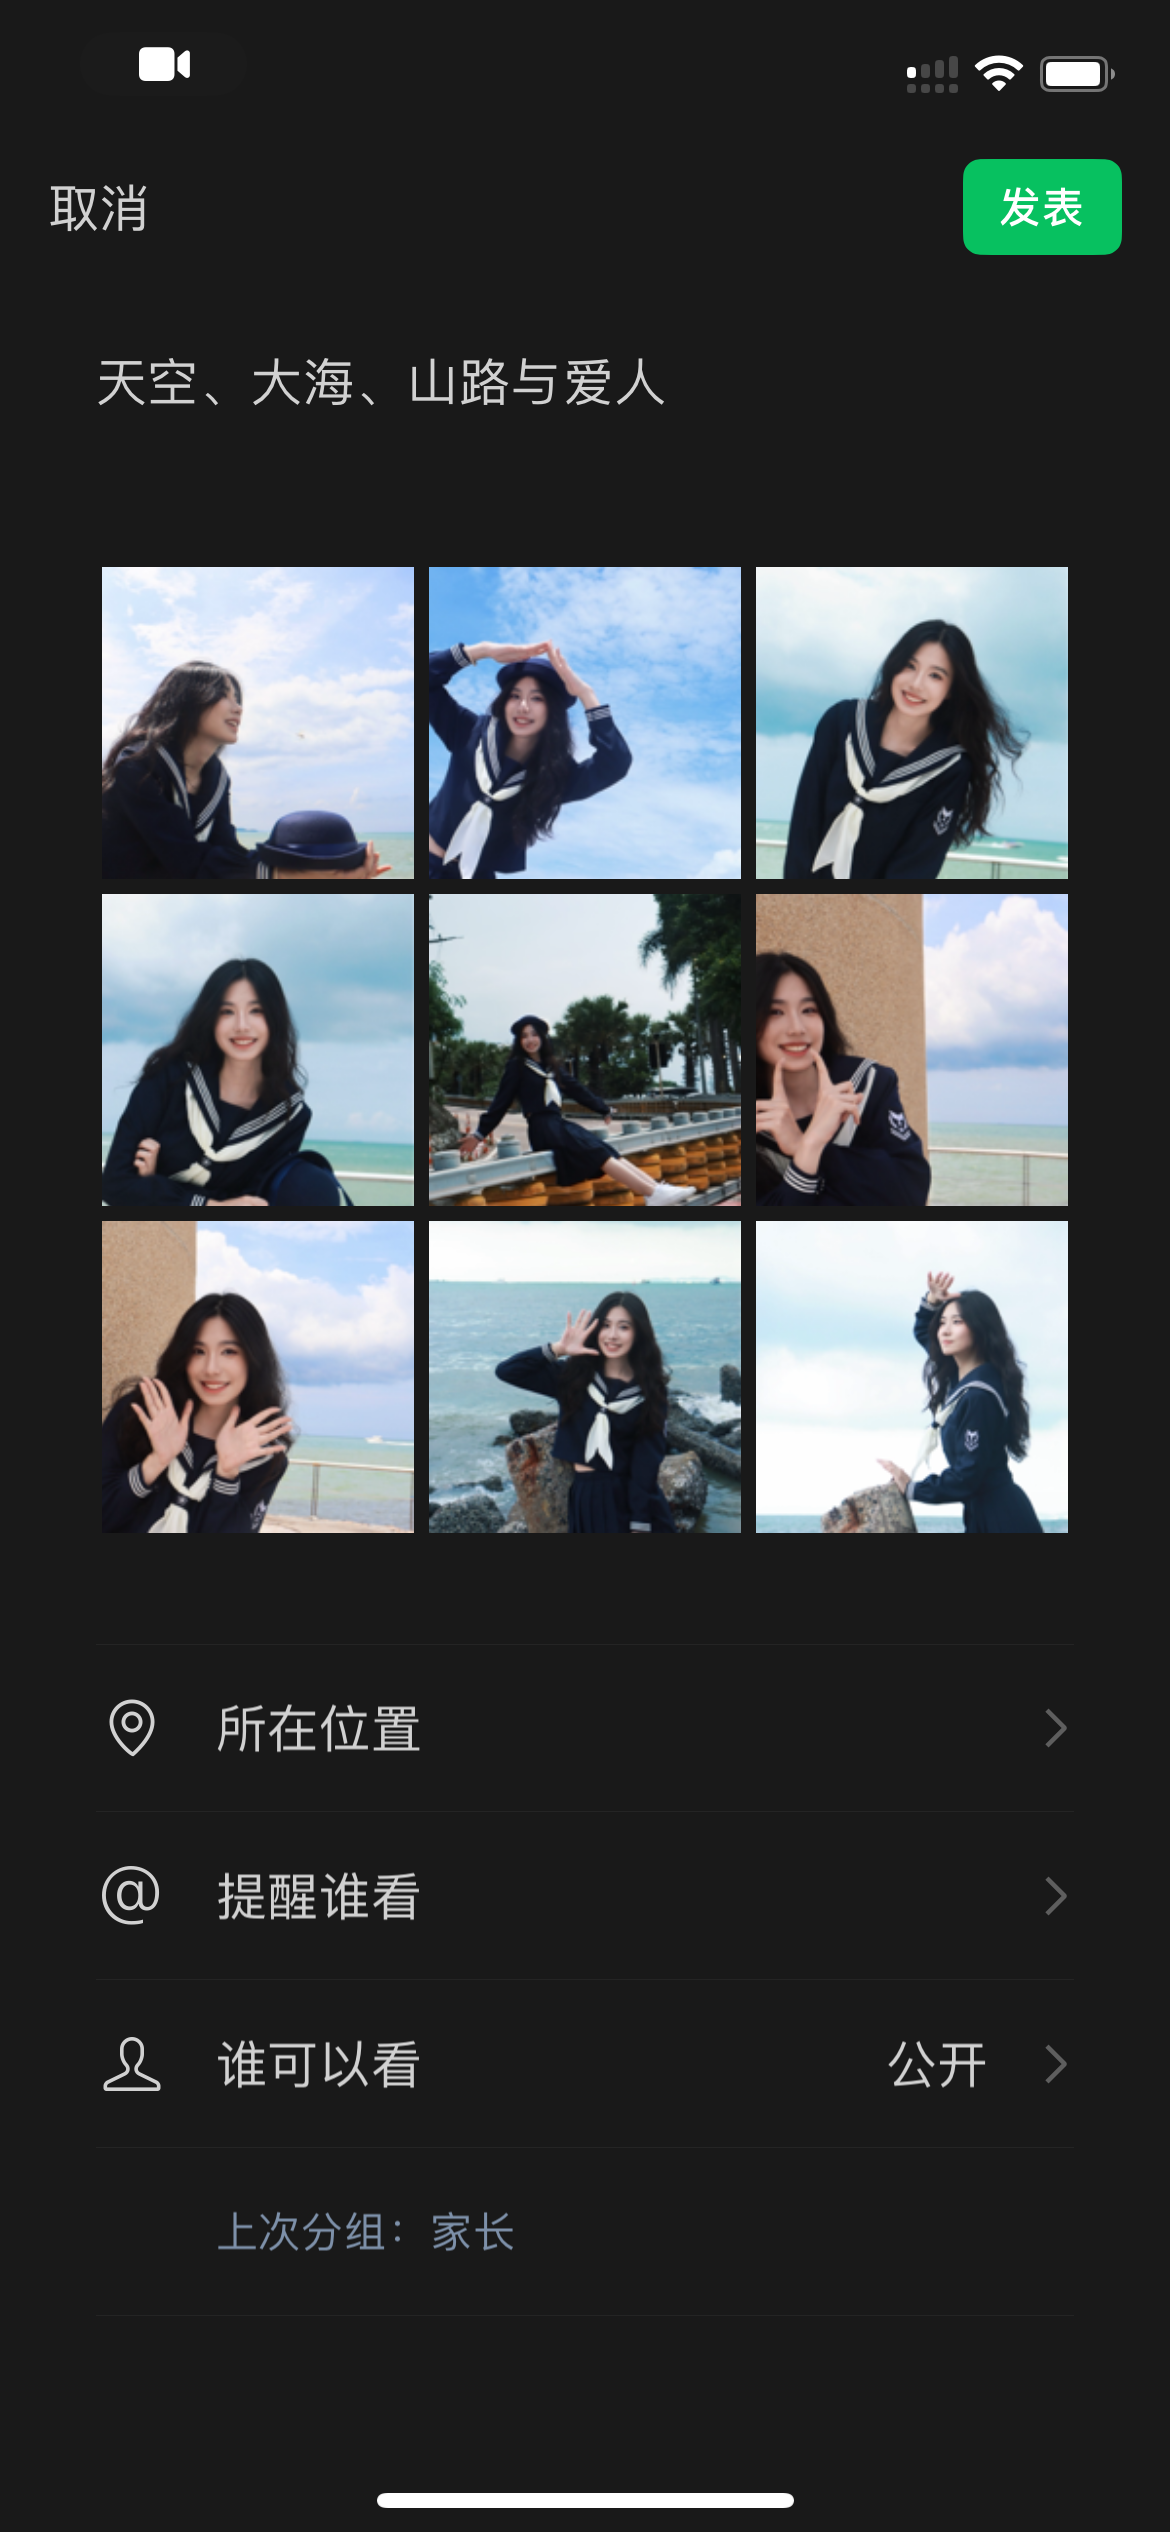 取消
发表
天空、大海、山路与爱人
所在位置
@ 提醒谁看
谁可以看 公开
上次分组：家长